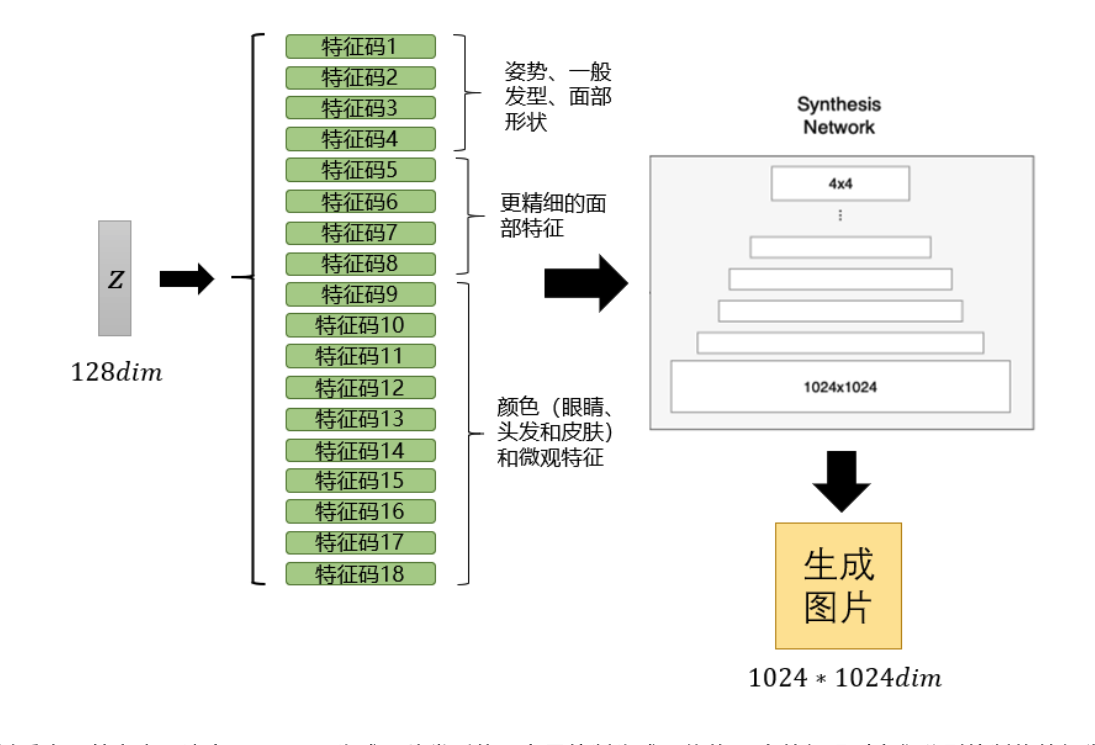 特征码1
特征码2
特征码3
特征码4
特征码5
特征码6
特征码7
特征码8
特征码9
特征码10
特征码11
特征码12
特征码13
特征码14
特征码15
特征码16
特征码17
特征码18
姿势、一般
发型、面部
形状
更精细的面
部特征
颜色（眼睛、
头发和皮肤）
和微观特征
z
128dim
Synthesis
Network
4x4
1024x1024
生成
图片
1024 * 1024dim